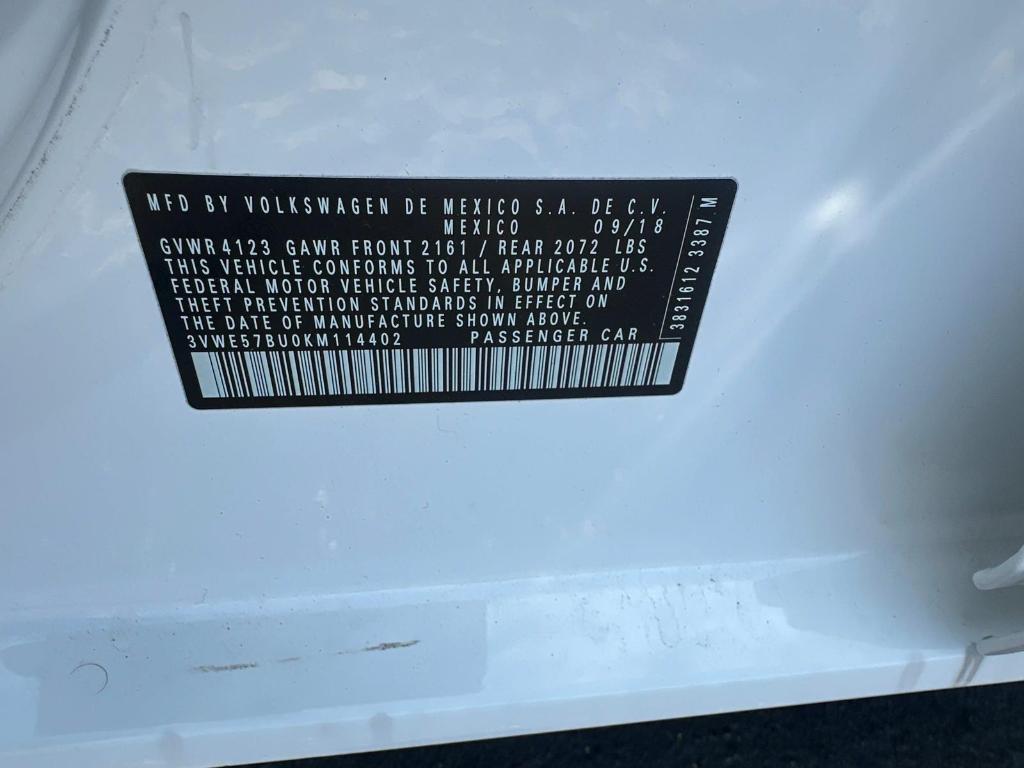 MFD BY VOLKSWAGEN DE MEXICO S.A. DE C.V.
MEXICO 09/18
GVWR 4123 GAWR FRONT 2161 / REAR 2072 LBS
THIS VEHICLE CONFORMS TO ALL APPLICABLE U.S.
FEDERAL MOTOR VEHICLE SAFETY, BUMPER AND
THEFT PREVENTION STANDARDS IN EFFECT ON
THE DATE OF MANUFACTURE SHOWN ABOVE.
3VWE57BU0KM114402 PASSENGER CAR
3831612 3387 M